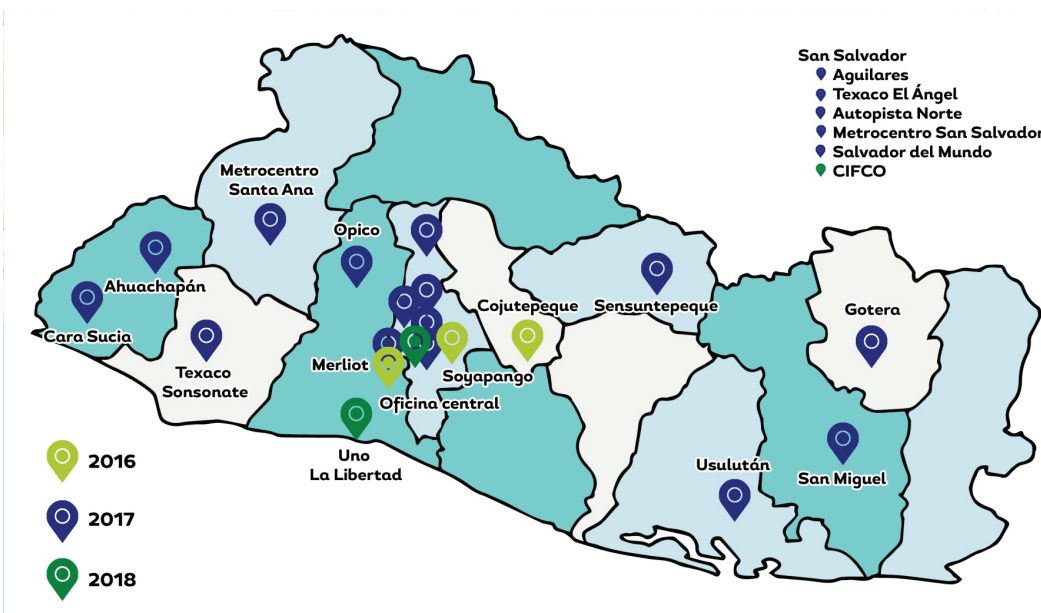 San Salvador
Aguilares
Texaco El Ángel
Autopista Norte
Metrocentro San Salvador
Salvador del Mundo
CIFCO
Metrocentro
Santa Ana
Opico
Ahuachapán
Cara Sucia
Texaco
Sonsonate
Merliot
Oficina central
Soyapango
Cojutepeque
Sensuntepeque
Gotera
Uno
La Libertad
Usulután
San Miguel
2016
2017
2018